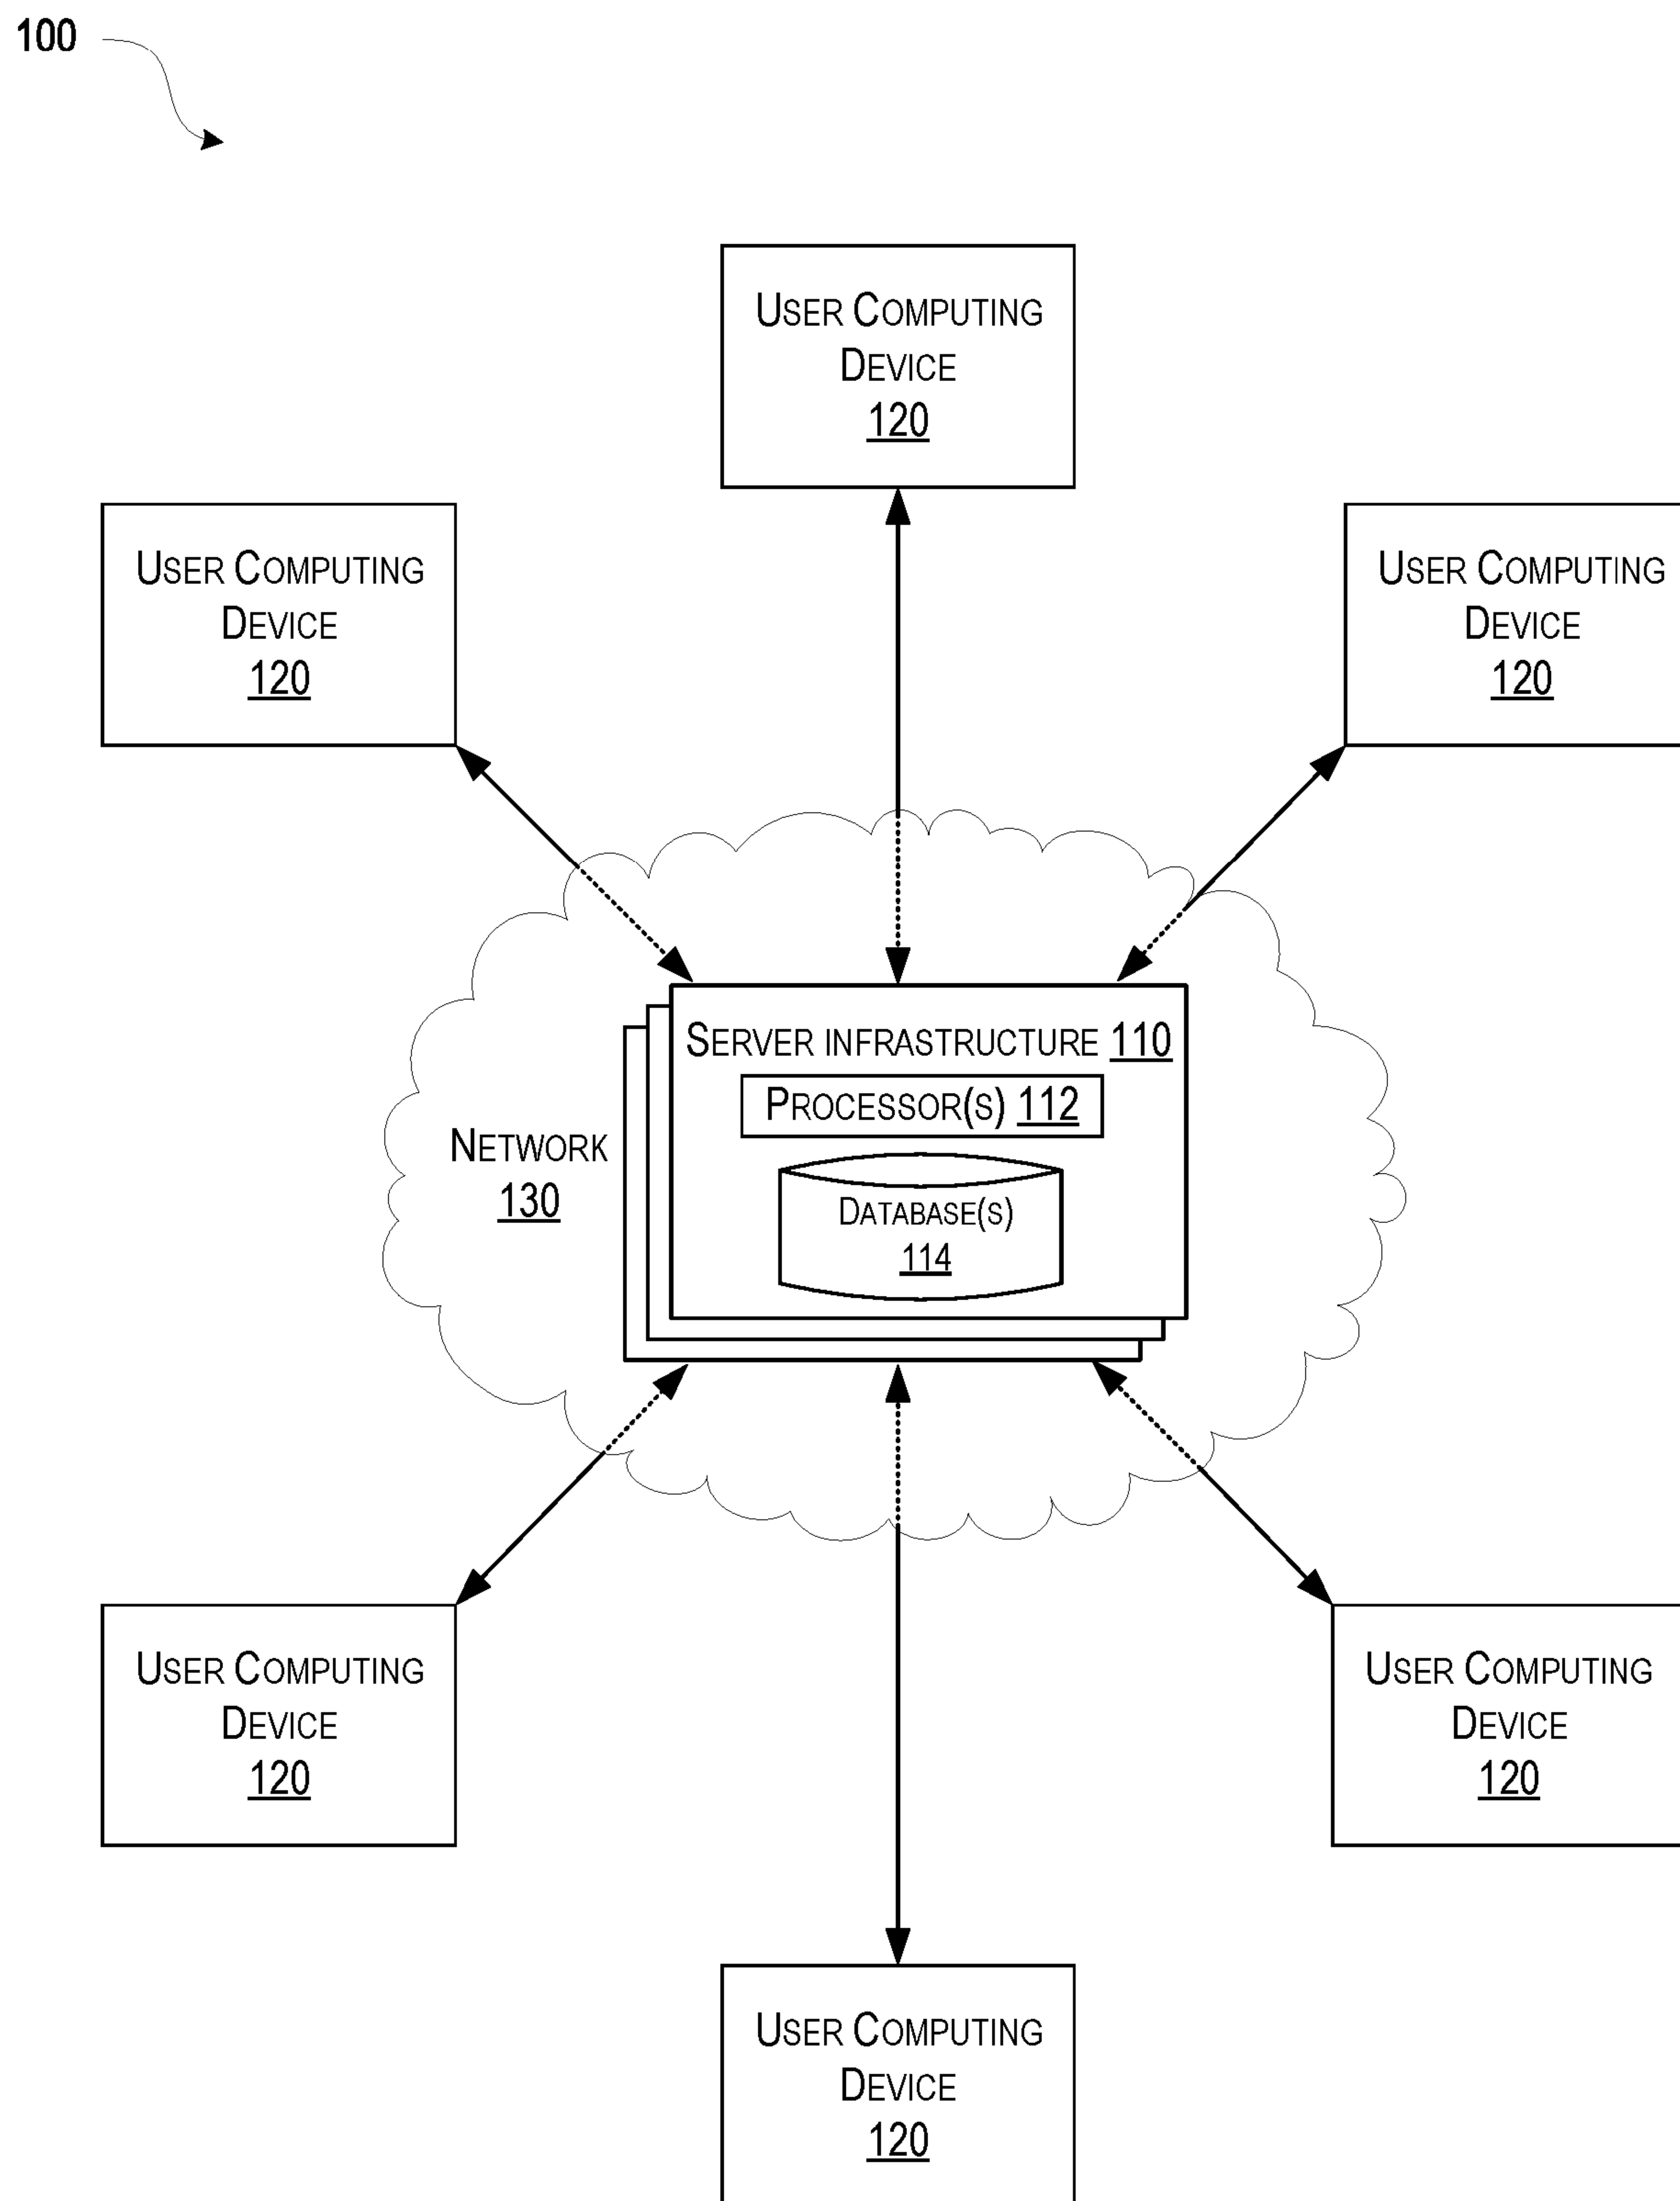 100
USER COMPUTING
DEVICE
120
USER COMPUTING
DEVICE
120
USER COMPUTING
DEVICE
120
SERVER INFRASTRUCTURE 110
PROCESSOR(S) 112
DATABASE(S)
114
NETWORK
130
USER COMPUTING
DEVICE
120
USER COMPUTING
DEVICE
120
USER COMPUTING
DEVICE
120